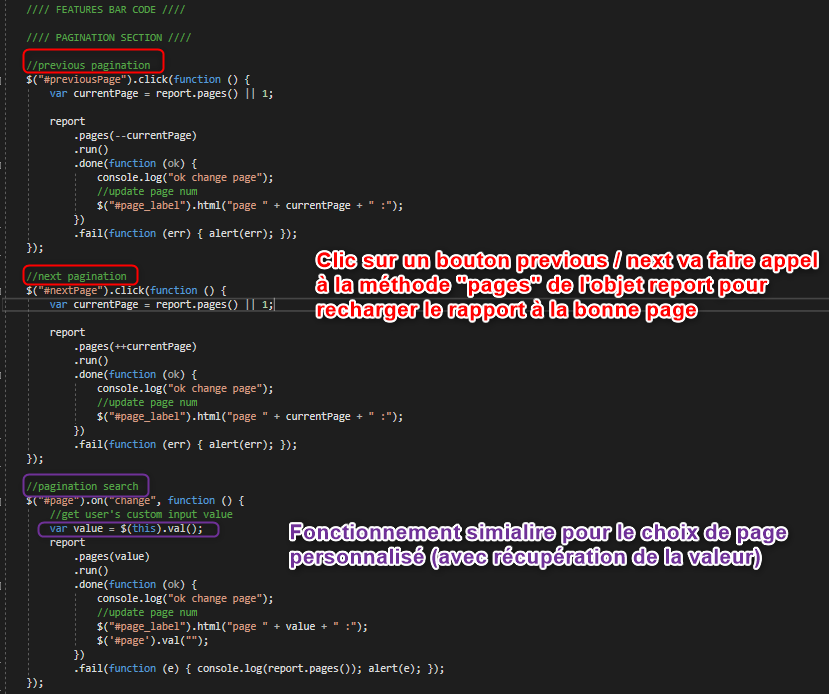 //// FEATURES BAR CODE ////
//// PAGINATION SECTION ////
//previous pagination
$("#previousPage").click(function () {
var currentPage = report.pages() || 1;
report
.pages(--currentPage)
.run()
.done(function (ok) {
console.log("ok change page");
//update page num
$("#page_label").html("page " + currentPage + " :");
})
.fail(function (err) { alert(err); });
});
Clic sur un bouton previous / next va faire appel
à la méthode "pages" de l'objet report pour
recharger le rapport à la bonne page
//next pagination
$("#nextPage").click(function () {
var currentPage = report.pages() || 1;
report
.pages(++currentPage)
.run()
.done(function (ok) {
console.log("ok change page");
//update page num
$("#page_label").html("page " + currentPage + " :");
})
.fail(function (err) { alert(err); });
});
//pagination search
$("#page").on("change", function () {
//get user's custom input value
var value = $(this).val();
Fonctionnement simialire pour le choix de page
personnalisé (avec récupération de la valeur)
report
.pages(value)
.run()
.done(function (ok) {
console.log("ok change page");
//update page num
$("#page_label").html("page " + value + " :");
$('#page').val("");
})
.fail(function (e) { console.log(report.pages()); alert(e); });
});